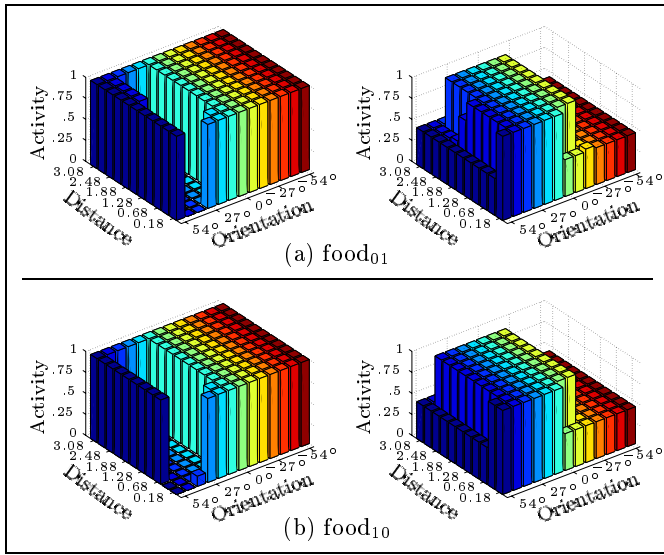 Activity
1
.75
.5
.25
0
3.08
2.48
1.88
1.28
0.68
0.18
Distance
54° 27° 0° −27° −54°
Orientation
Activity
1
.75
.5
.25
0
3.08
2.48
1.88
1.28
0.68
0.18
Distance
54° 27° 0° −27° −54°
Orientation
(a) food₀₁
Activity
1
.75
.5
.25
0
3.08
2.48
1.88
1.28
0.68
0.18
Distance
54° 27° 0° −27° −54°
Orientation
Activity
1
.75
.5
.25
0
3.08
2.48
1.88
1.28
0.68
0.18
Distance
54° 27° 0° −27° −54°
Orientation
(b) food₁₀